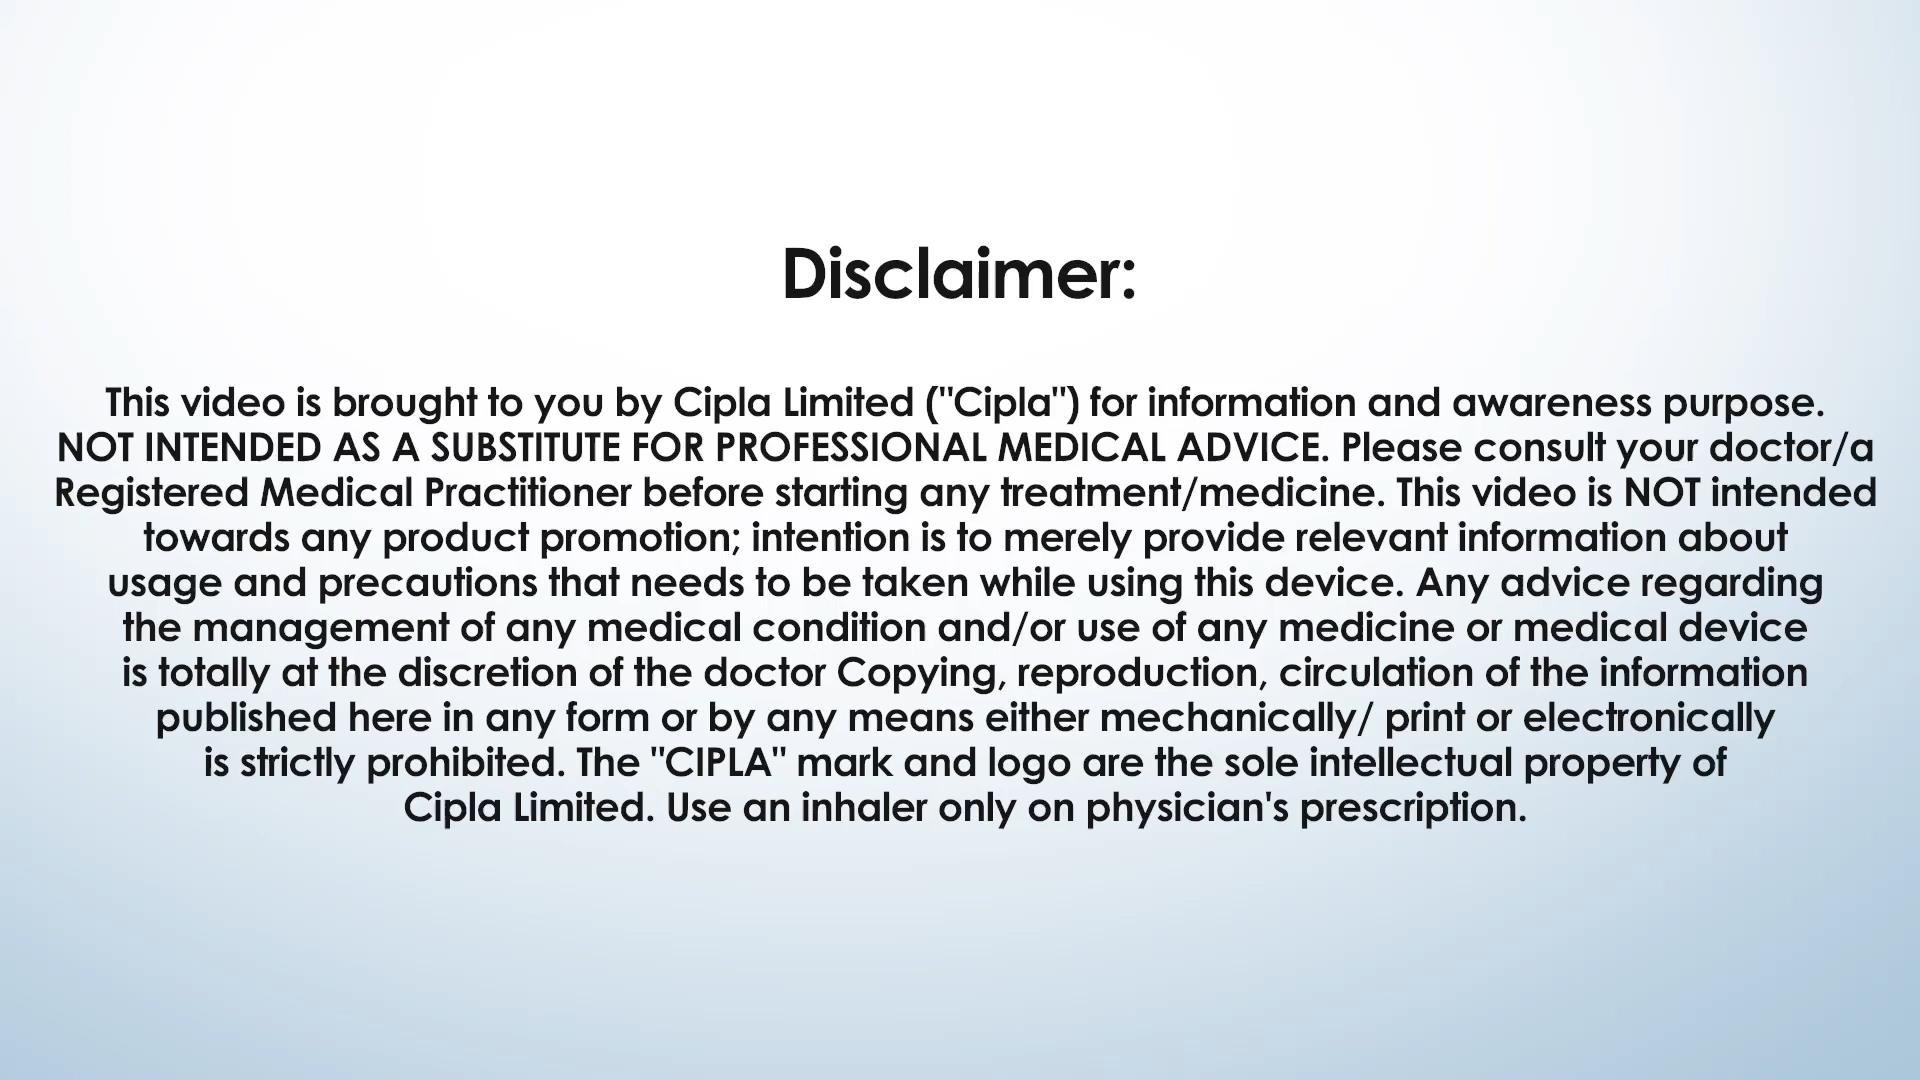 Disclaimer:
This video is brought to you by Cipla Limited ("Cipla") for information and awareness purpose.
NOT INTENDED AS A SUBSTITUTE FOR PROFESSIONAL MEDICAL ADVICE. Please consult your doctor/a
Registered Medical Practitioner before starting any treatment/medicine. This video is NOT intended
towards any product promotion; intention is to merely provide relevant information about
usage and precautions that needs to be taken while using this device. Any advice regarding
the management of any medical condition and/or use of any medicine or medical device
is totally at the discretion of the doctor Copying, reproduction, circulation of the information
published here in any form or by any means either mechanically/ print or electronically
is strictly prohibited. The "CIPLA" mark and logo are the sole intellectual property of
Cipla Limited. Use an inhaler only on physician's prescription.